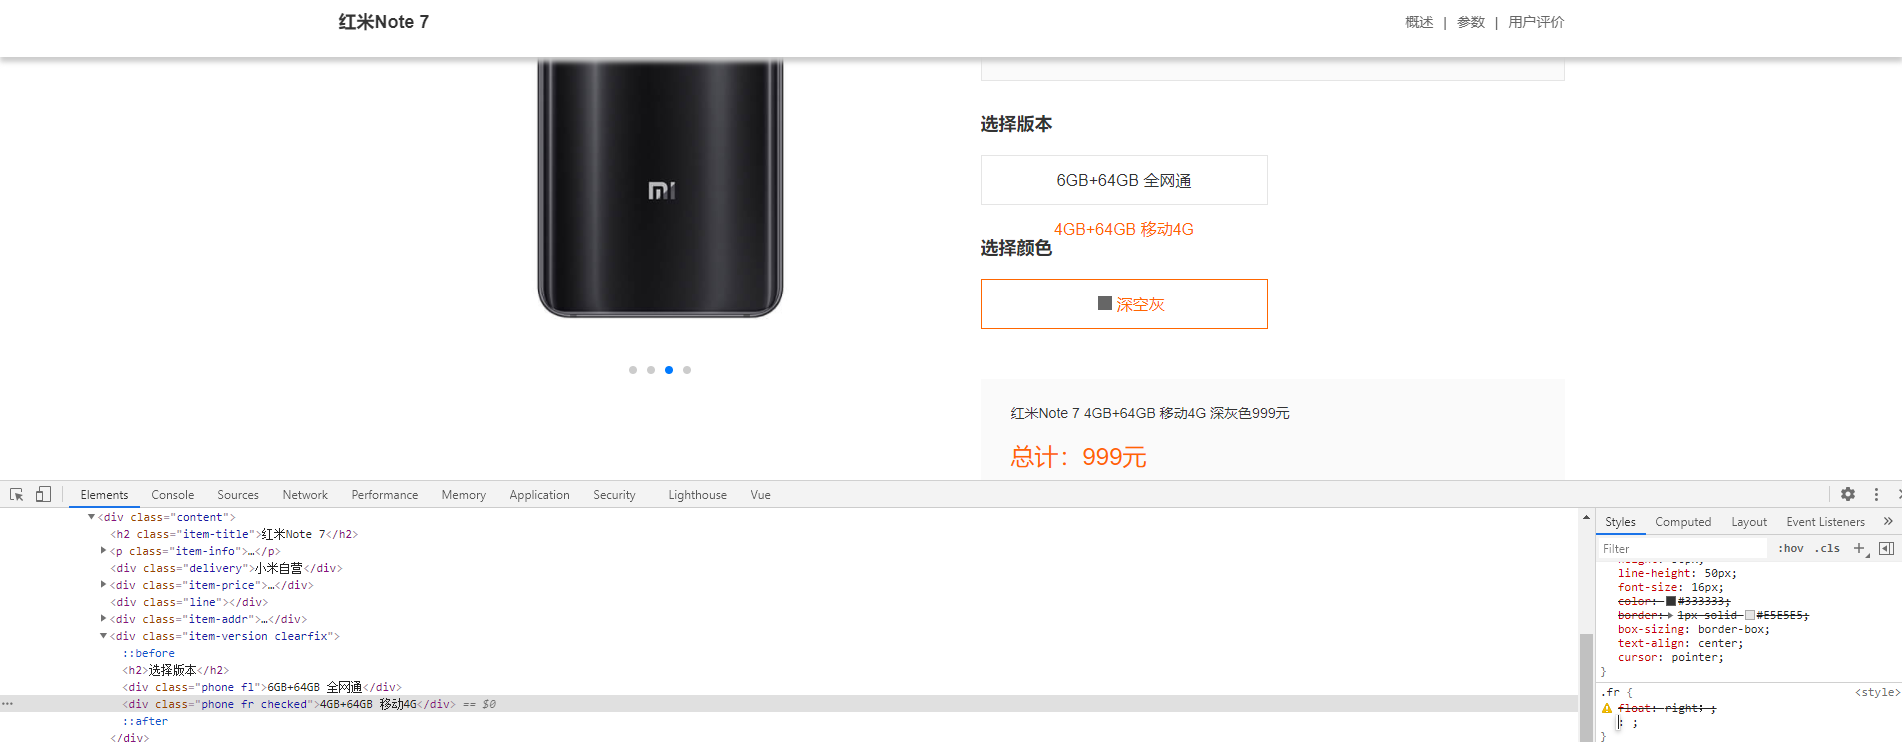 红米Note 7
概述 | 参数 | 用户评价
选择版本
6GB+64GB 全网通
4GB+64GB 移动4G
选择颜色
深空灰
红米Note 7 4GB+64GB 移动4G 深灰色999元
总计：999元
Elements Console Sources Network Performance Memory Application Security Lighthouse Vue
<div class="content">
<h2 class="item-title">红米Note 7</h2>
<p class="item-info">…</p>
<div class="delivery">小米自营</div>
<div class="item-price">…</div>
<div class="line"></div>
<div class="item-addr">…</div>
<div class="item-version clearfix">
::before
<h2>选择版本</h2>
<div class="phone fl">6GB+64GB 全网通</div>
<div class="phone fr checked">4GB+64GB 移动4G</div> == $0
::after
</div>
Styles Computed Layout Event Listeners »
Filter :hov .cls +
line-height: 50px;
font-size: 16px;
color: #333333;
border: 1px solid #E5E5E5;
box-sizing: border-box;
text-align: center;
cursor: pointer;
}
.fr { <style>
float: right: ;
: ;
}